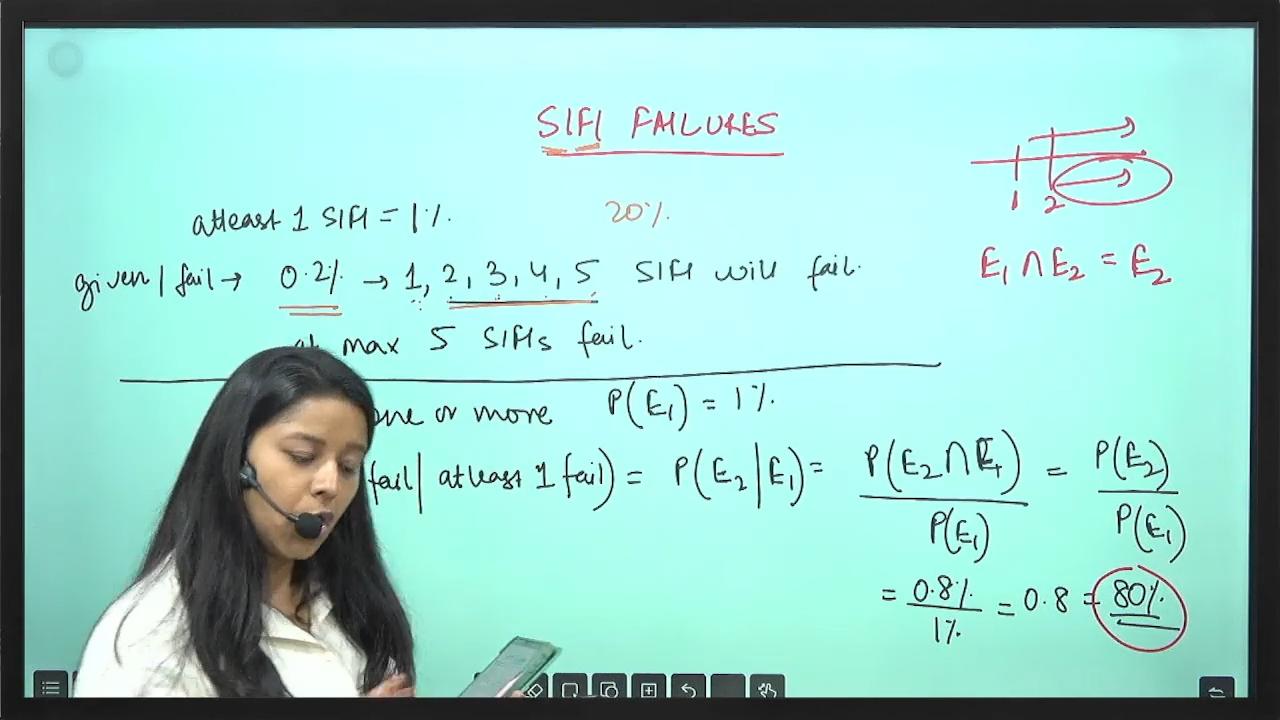 SIFI FAILURES
atleast 1 SIFI = 1%.
20%.
given 1 fail → 0.2% → 1, 2, 3, 4, 5 SIFI will fail.
at max 5 SIFIs fail.
1 2
E₁ ∩ E₂ = E₂
one or more P(E₁) = 1%.
fail | atleast 1 fail) = P(E₂|E₁) = P(E₂ ∩ E₁) / P(E₁) = P(E₂) / P(E₁)
= 0.8% / 1% = 0.8 = 80%.